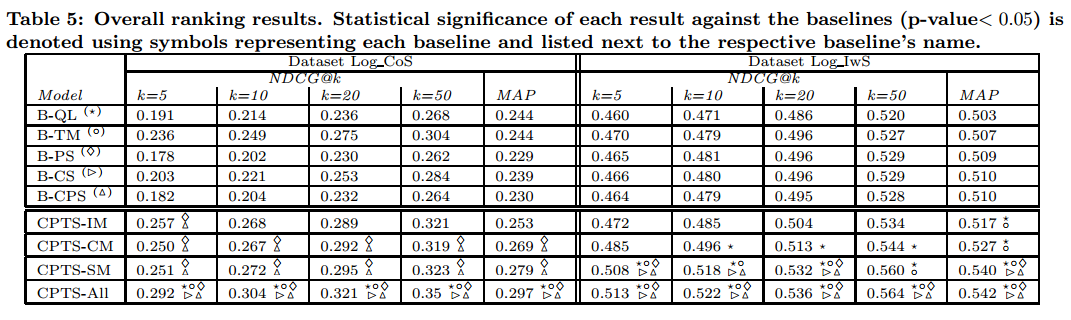 Table 5: Overall ranking results. Statistical significance of each result against the baselines (p-value< 0.05) is
denoted using symbols representing each baseline and listed next to the respective baseline's name.
Dataset Log_CoS Dataset Log_IwS
NDCG@k NDCG@k
Model k=5 k=10 k=20 k=50 MAP k=5 k=10 k=20 k=50 MAP
B-QL (⋆) 0.191 0.214 0.236 0.268 0.244 0.460 0.471 0.486 0.520 0.503
B-TM (∘) 0.236 0.249 0.275 0.304 0.244 0.470 0.479 0.496 0.527 0.507
B-PS (◇) 0.178 0.202 0.230 0.262 0.229 0.465 0.481 0.496 0.529 0.509
B-CS (▷) 0.203 0.221 0.253 0.284 0.239 0.466 0.480 0.496 0.529 0.510
B-CPS (△) 0.182 0.204 0.232 0.264 0.230 0.464 0.479 0.495 0.528 0.510
CPTS-IM 0.257 ◇△ 0.268 0.289 0.321 0.253 0.472 0.485 0.504 0.534 0.517 ⋆∘
CPTS-CM 0.250 ◇△ 0.267 ◇△ 0.292 ◇△ 0.319 ◇△ 0.269 ◇△ 0.485 0.496 ⋆ 0.513 ⋆ 0.544 ⋆ 0.527 ⋆∘
CPTS-SM 0.251 ◇△ 0.272 ◇△ 0.295 ◇△ 0.323 ◇△ 0.279 ◇△ 0.508 ⋆∘◇▷△ 0.518 ⋆∘▷△ 0.532 ⋆∘◇▷△ 0.560 ⋆∘ 0.540 ⋆∘◇▷△
CPTS-All 0.292 ⋆∘◇▷△ 0.304 ⋆∘◇▷△ 0.321 ⋆∘◇▷△ 0.35 ⋆∘◇▷△ 0.297 ⋆∘◇▷△ 0.513 ⋆∘◇▷△ 0.522 ⋆∘◇▷△ 0.536 ⋆∘◇▷△ 0.564 ⋆∘◇▷△ 0.542 ⋆∘◇▷△